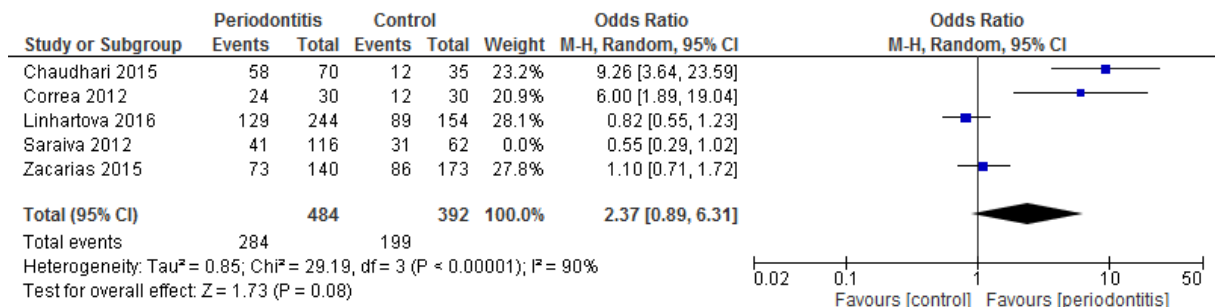 Periodontitis Control Odds Ratio Odds Ratio
Study or Subgroup Events Total Events Total Weight M-H, Random, 95% CI M-H, Random, 95% CI
Chaudhari 2015 58 70 12 35 23.2% 9.26 [3.64, 23.59]
Correa 2012 24 30 12 30 20.9% 6.00 [1.89, 19.04]
Linhartova 2016 129 244 89 154 28.1% 0.82 [0.55, 1.23]
Saraiva 2012 41 116 31 62 0.0% 0.55 [0.29, 1.02]
Zacarias 2015 73 140 86 173 27.8% 1.10 [0.71, 1.72]
Total (95% CI) 484 392 100.0% 2.37 [0.89, 6.31]
Total events 284 199
Heterogeneity: Tau² = 0.85; Chi² = 29.19, df = 3 (P < 0.00001); I² = 90%
Test for overall effect: Z = 1.73 (P = 0.08)
0.02 0.1 1 10 50
Favours [control] Favours [periodontitis]